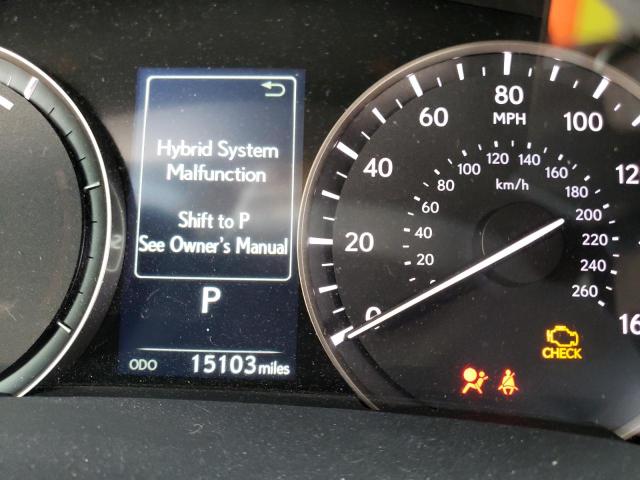 Hybrid System
Malfunction
Shift to P
See Owner's Manual
P
ODO 15103 miles
80
MPH
60
100
40
20
0
120 140
100
160
80
km/h
180
60
200
40
220
20
240
260
CHECK